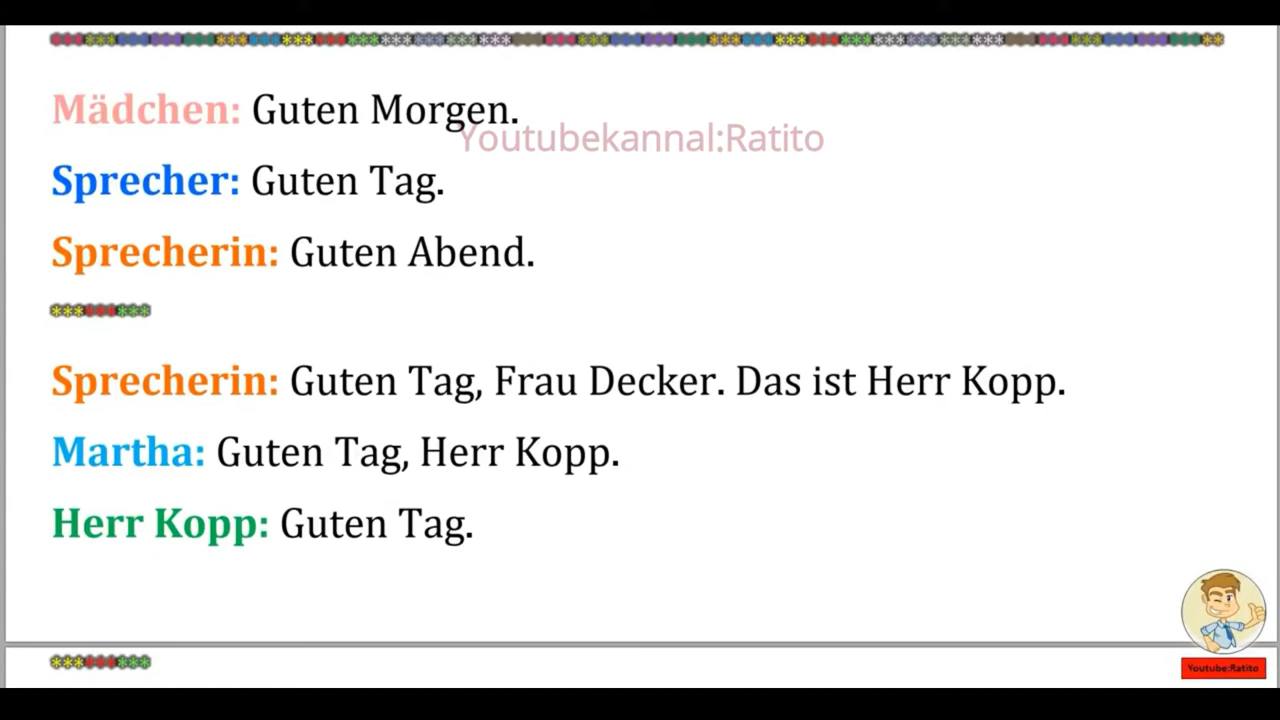 Mädchen: Guten Morgen.
Youtubekannal:Ratito
Sprecher: Guten Tag.
Sprecherin: Guten Abend.
Sprecherin: Guten Tag, Frau Decker. Das ist Herr Kopp.
Martha: Guten Tag, Herr Kopp.
Herr Kopp: Guten Tag.
Youtube:Ratito